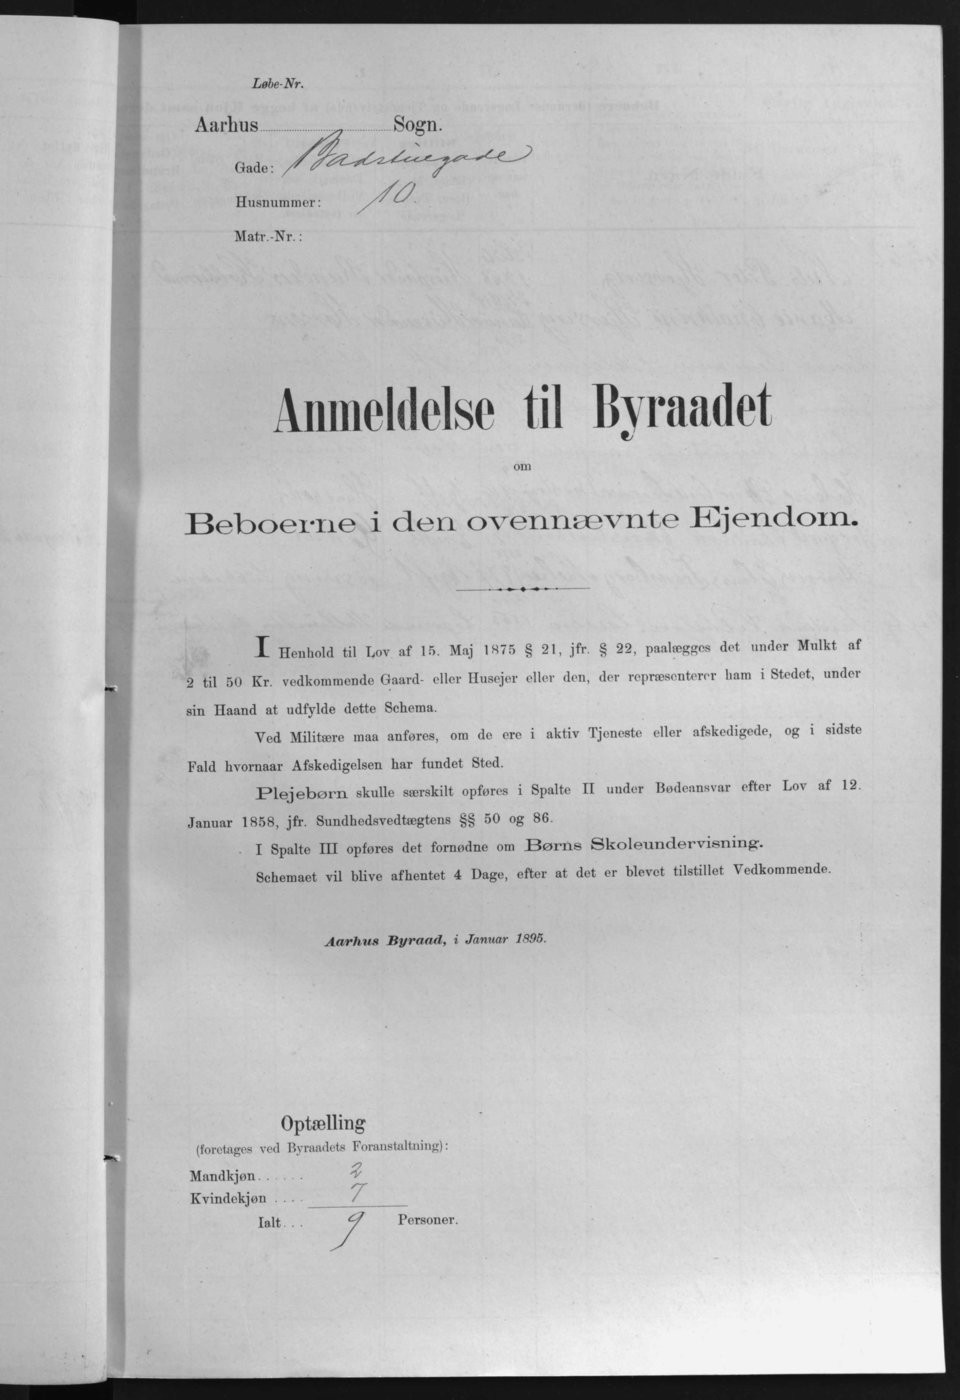 Løbe-Nr.
Aarhus Sogn.
Gade: Badstuegade
Husnummer: 10.
Matr.-Nr.:
Anmeldelse til Byraadet
om
Beboerne i den ovennævnte Ejendom.
I Henhold til Lov af 15. Maj 1875 § 21, jfr. § 22, paalægges det under Mulkt af
2 til 50 Kr. vedkommende Gaard- eller Husejer eller den, der repræsenterer ham i Stedet, under
sin Haand at udfylde dette Schema.
Ved Militære maa anføres, om de ere i aktiv Tjeneste eller afskedigede, og i sidste
Fald hvornaar Afskedigelsen har fundet Sted.
Plejebørn skulle særskilt opføres i Spalte II under Bødeansvar efter Lov af 12.
Januar 1858, jfr. Sundhedsvedtægtens §§ 50 og 86.
I Spalte III opføres det fornødne om Børns Skoleundervisning.
Schemaet vil blive afhentet 4 Dage, efter at det er blevet tilstillet Vedkommende.
Aarhus Byraad, i Januar 1895.
Optælling
(foretages ved Byraadets Foranstaltning):
Mandkjøn...... 2
Kvindekjøn .... 7
Ialt... 9 Personer.